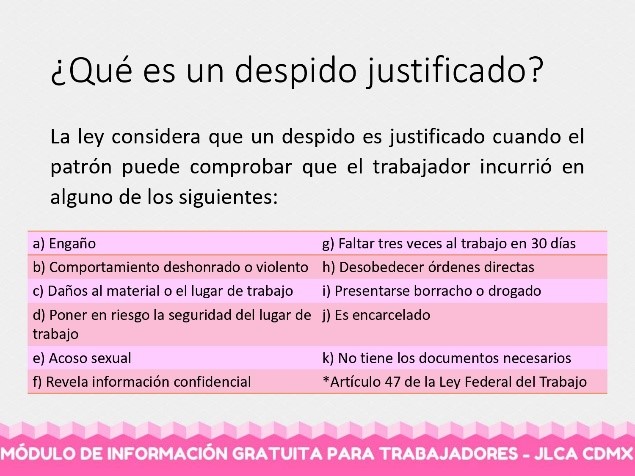 ¿Qué es un despido justificado?
La ley considera que un despido es justificado cuando el
patrón puede comprobar que el trabajador incurrió en
alguno de los siguientes:
a) Engaño
g) Faltar tres veces al trabajo en 30 días
b) Comportamiento deshonrado o violento
h) Desobedecer órdenes directas
c) Daños al material o el lugar de trabajo
i) Presentarse borracho o drogado
d) Poner en riesgo la seguridad del lugar de
trabajo
j) Es encarcelado
e) Acoso sexual
k) No tiene los documentos necesarios
f) Revela información confidencial
*Artículo 47 de la Ley Federal del Trabajo
MÓDULO DE INFORMACIÓN GRATUITA PARA TRABAJADORES - JLCA CDMX